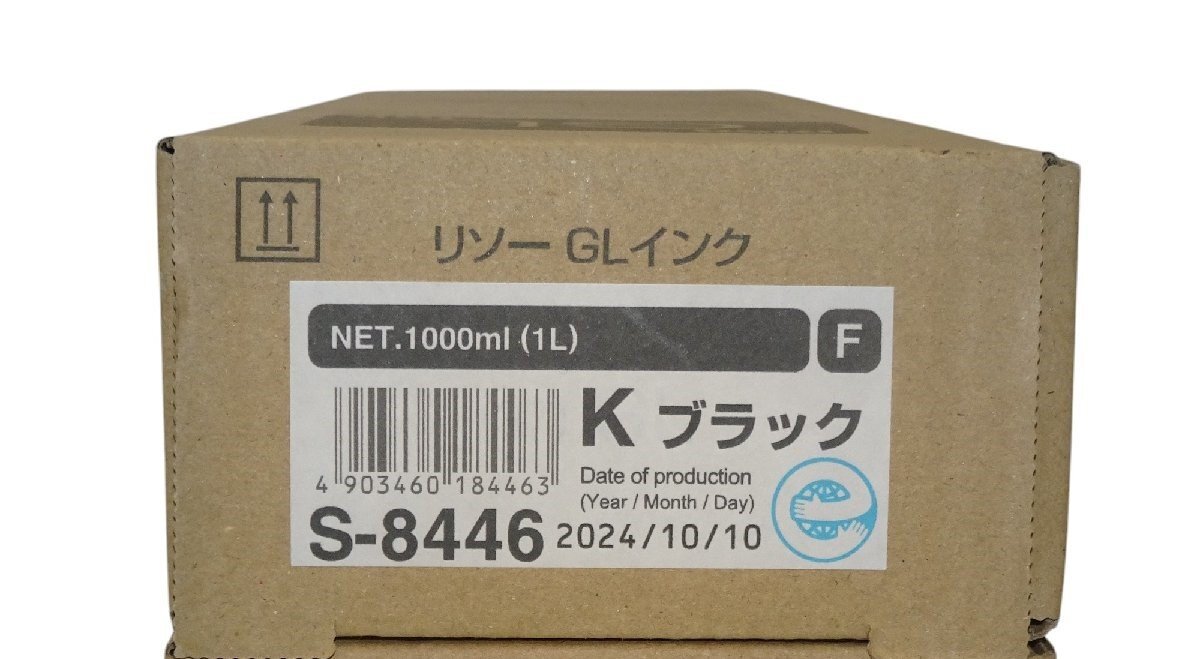 リソー GLインク
NET.1000ml (1L)
F
K ブラック
4 903460 184463
Date of production
(Year / Month / Day)
S-8446
2024/10/10